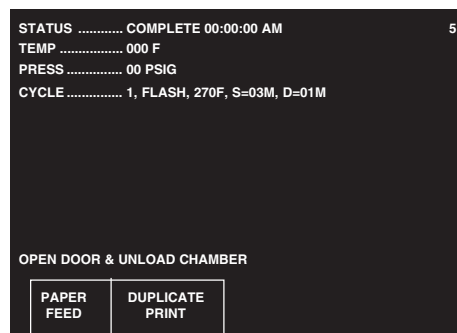 STATUS ............ COMPLETE 00:00:00 AM 5
TEMP ................. 000 F
PRESS ............... 00 PSIG
CYCLE ............... 1, FLASH, 270F, S=03M, D=01M
OPEN DOOR & UNLOAD CHAMBER
PAPER FEED
DUPLICATE PRINT